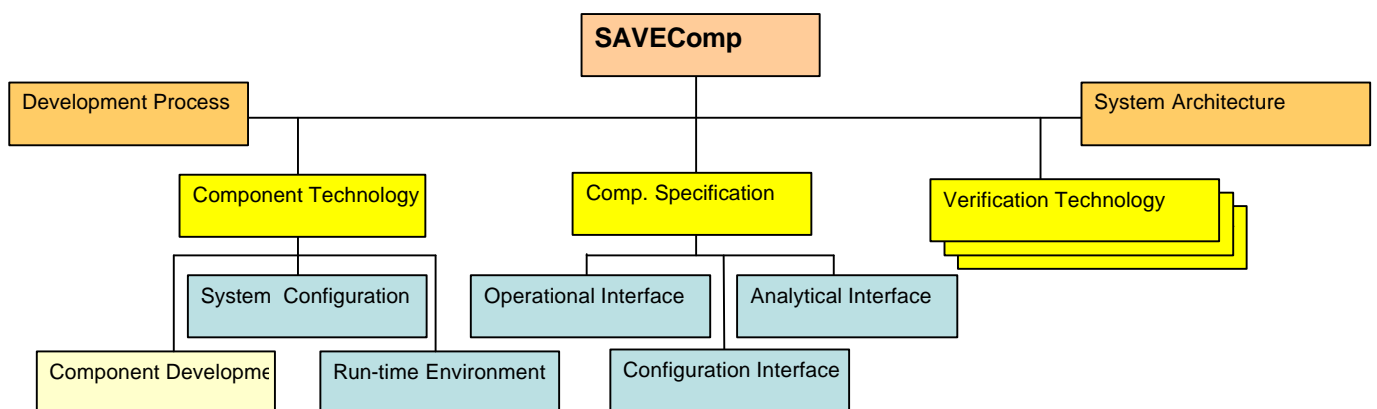 SAVEComp
Development Process
System Architecture
Component Technology
Comp. Specification
Verification Technology
System Configuration
Operational Interface
Analytical Interface
Component Developme
Run-time Environment
Configuration Interface